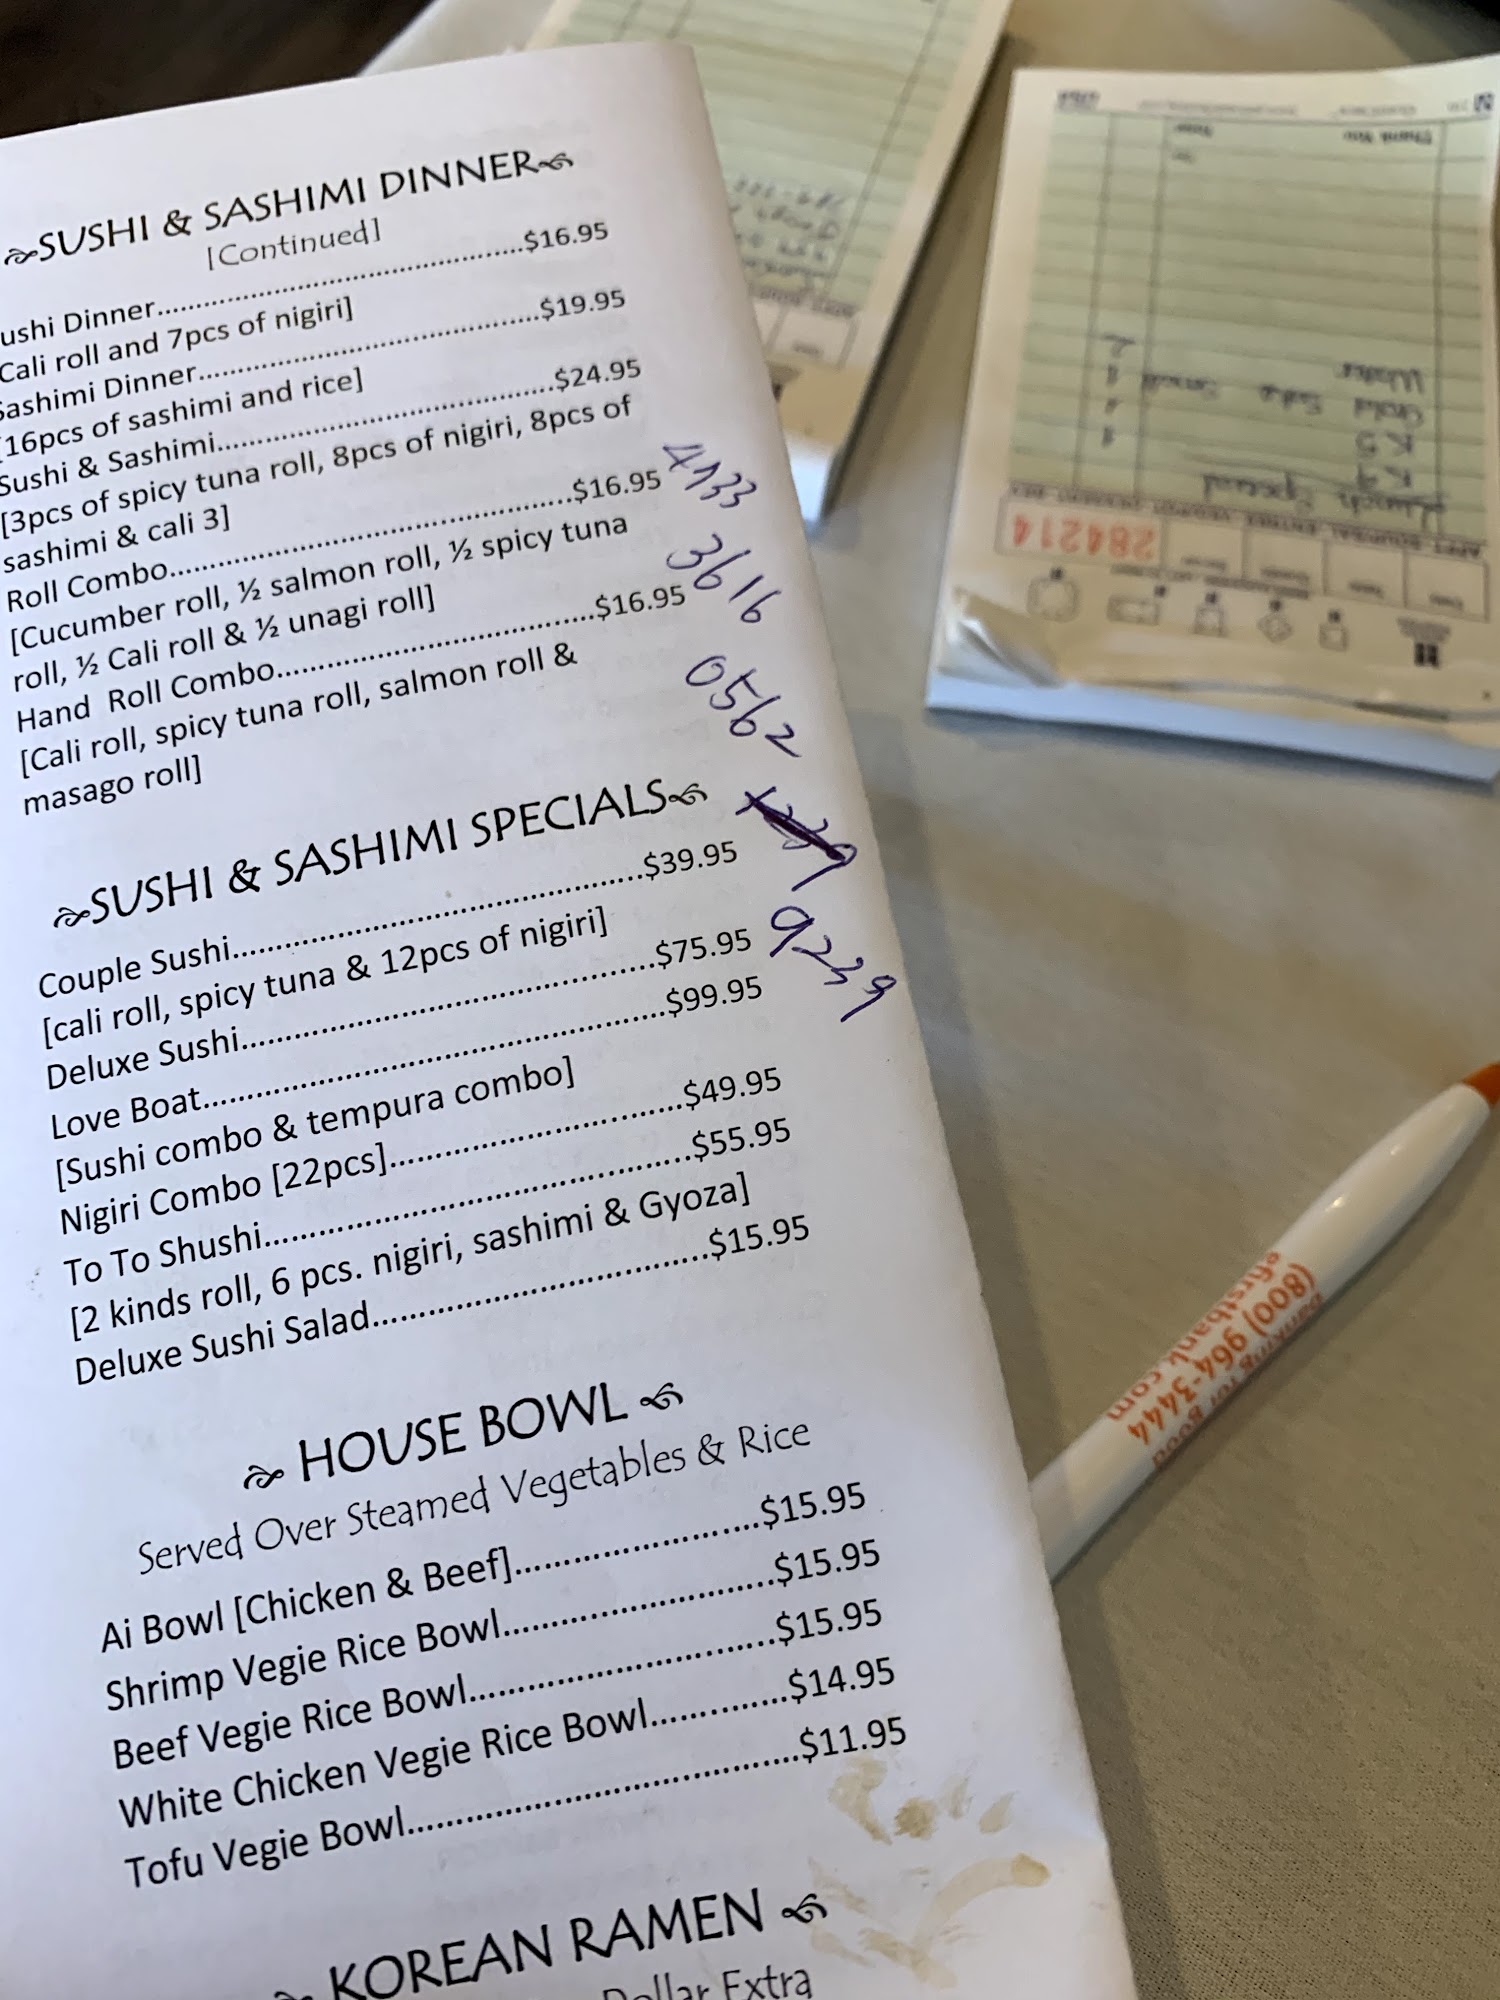 SUSHI & SASHIMI DINNER
[Continued]
ushi Dinner....................................................$16.95
Cali roll and 7pcs of nigiri]
Sashimi Dinner................................................$19.95
[16pcs of sashimi and rice]
Sushi & Sashimi...............................................$24.95
[3pcs of spicy tuna roll, 8pcs of nigiri, 8pcs of
sashimi & cali 3]
Roll Combo.....................................................$16.95
[Cucumber roll, ½ salmon roll, ½ spicy tuna
roll, ½ Cali roll & ½ unagi roll]
Hand Roll Combo............................................$16.95
[Cali roll, spicy tuna roll, salmon roll &
masago roll]
SUSHI & SASHIMI SPECIALS
Couple Sushi.......................................................$39.95
[cali roll, spicy tuna & 12pcs of nigiri]
Deluxe Sushi.......................................................$75.95
Love Boat............................................................$99.95
[Sushi combo & tempura combo]
Nigiri Combo [22pcs].......................................$49.95
To To Shushi.......................................................$55.95
[2 kinds roll, 6 pcs. nigiri, sashimi & Gyoza]
Deluxe Sushi Salad.............................................$15.95
HOUSE BOWL
Served Over Steamed Vegetables & Rice
Ai Bowl [Chicken & Beef]..............................$15.95
Shrimp Vegie Rice Bowl................................$15.95
Beef Vegie Rice Bowl....................................$15.95
White Chicken Vegie Rice Bowl.................$14.95
Tofu Vegie Bowl..............................................$11.95
KOREAN RAMEN
Dollar Extra
4133
3616
0562
9239
284214
Lunch Special
K 5
Water
efirstbank.com
(800) 964-3444